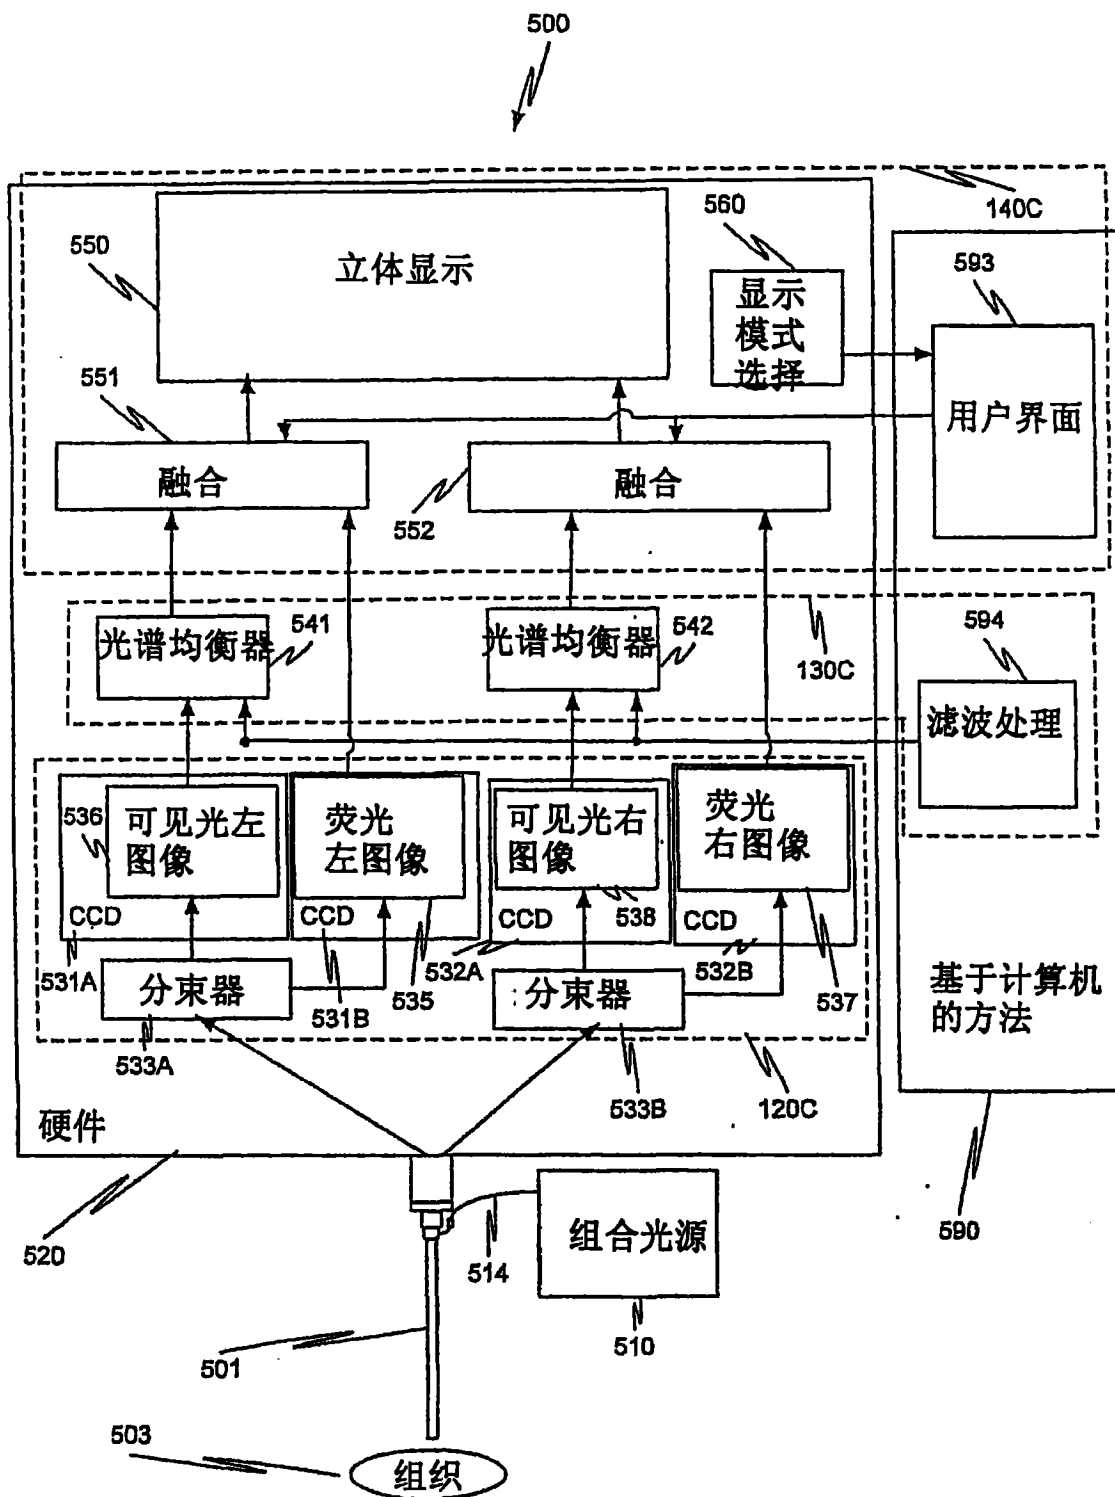 500
140C
560
550
立体显示
593
显示
模式
选择
551
用户界面
融合
融合
552
光谱均衡器
541
光谱均衡器
542
130C
594
滤波处理
536
可见光左
图像
荧光
左图像
可见光右
图像
荧光
右图像
538
CCD
CCD
CCD
CCD
531A
532A
532B
分束器
531B
535
分束器
537
基于计算机
的方法
533A
533B
120C
硬件
520
514
组合光源
590
510
501
503
组织